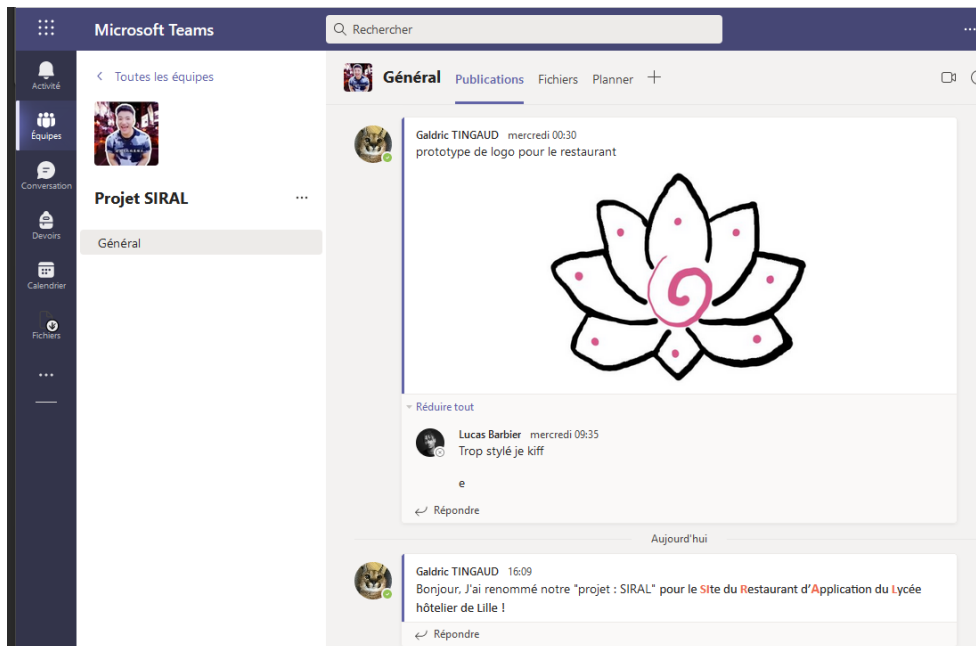 Microsoft Teams
Rechercher
Activité
Équipes
Conversation
Devoirs
Calendrier
Fichiers
Toutes les équipes
Projet SIRAL
Général
Général Publications Fichiers Planner
Galdric TINGAUD mercredi 00:30
prototype de logo pour le restaurant
Réduire tout
Lucas Barbier mercredi 09:35
Trop stylé je kiff
e
Répondre
Aujourd'hui
Galdric TINGAUD 16:09
Bonjour, J'ai renommé notre "projet : SIRAL" pour le SIte du Restaurant d'Application du Lycée
hôtelier de Lille !
Répondre